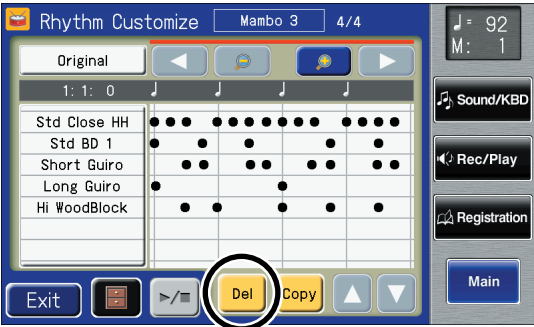 Rhythm Customize Mambo 3 4/4
♩= 92
M: 1
Original
1: 1: 0
Std Close HH
Std BD 1
Short Guiro
Long Guiro
Hi WoodBlock
Sound/KBD
Rec/Play
Registration
Main
Exit
Del
Copy